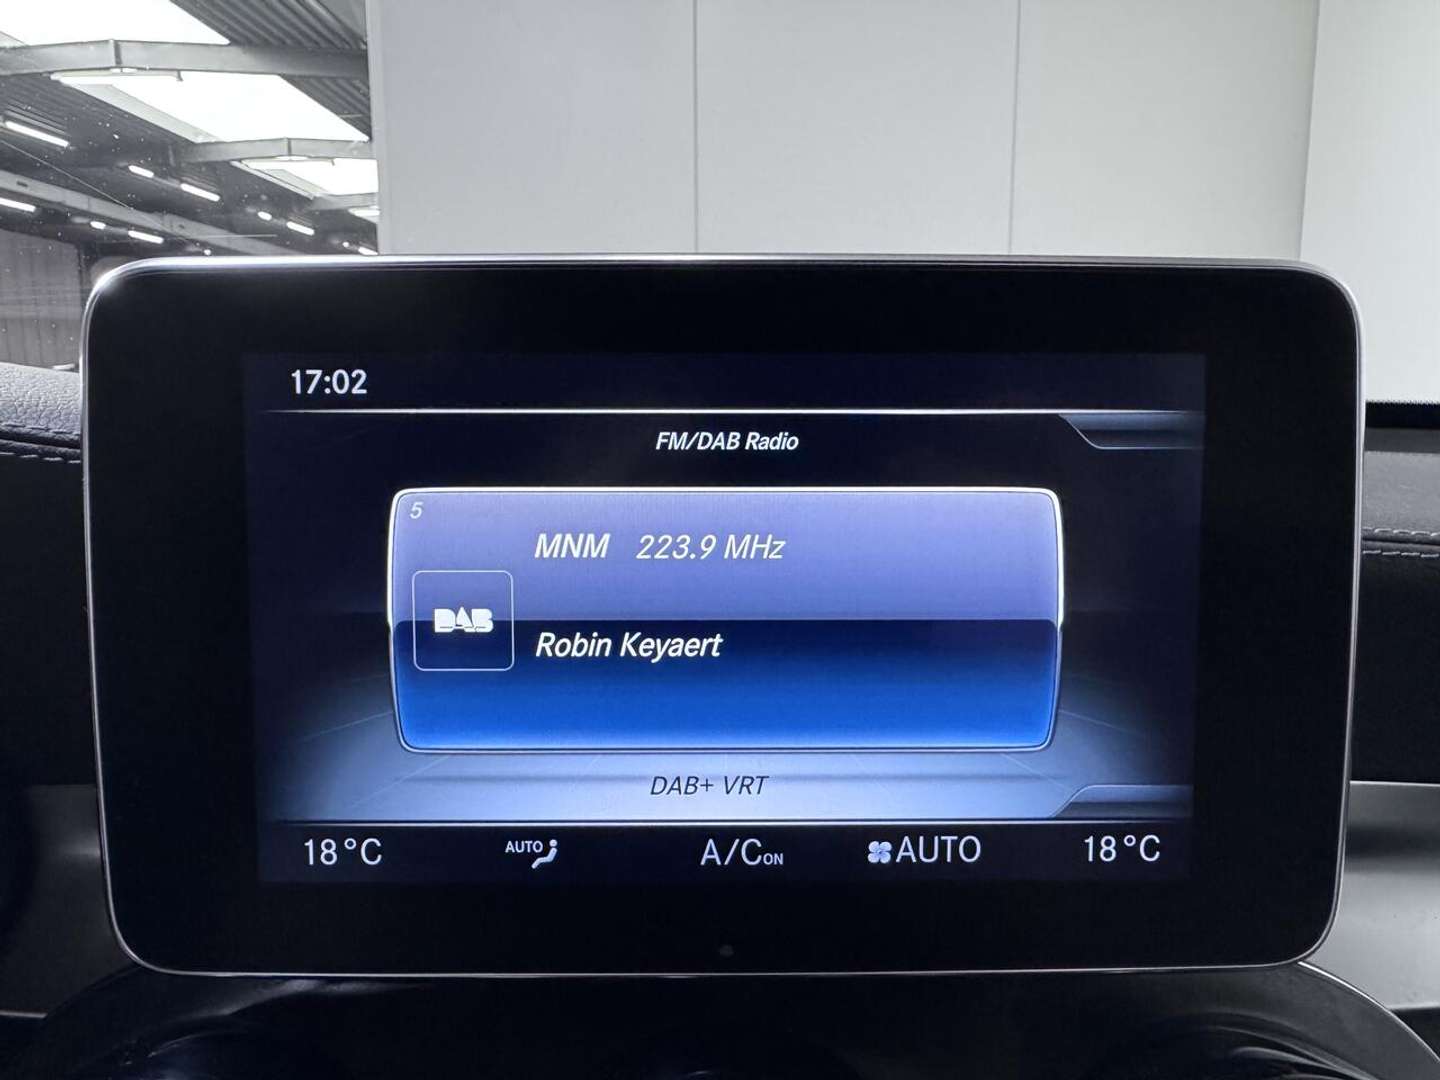 17:02
FM/DAB Radio
5
MNM 223.9 MHz
DAB
Robin Keyaert
DAB+ VRT
18°C AUTO A/C ON AUTO 18°C